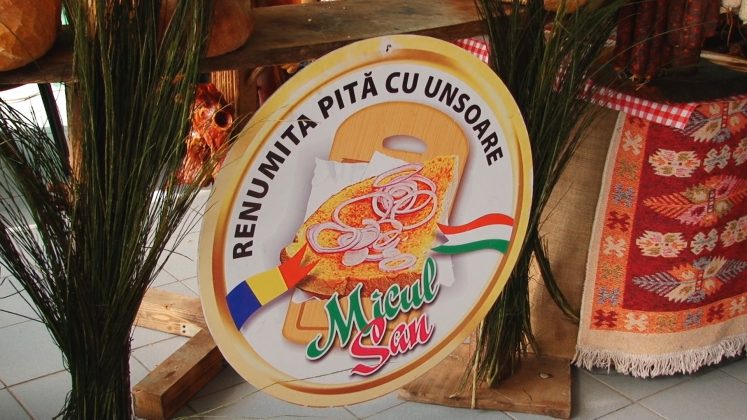 RENUMITA PITĂ CU UNSOARE
Micul
San